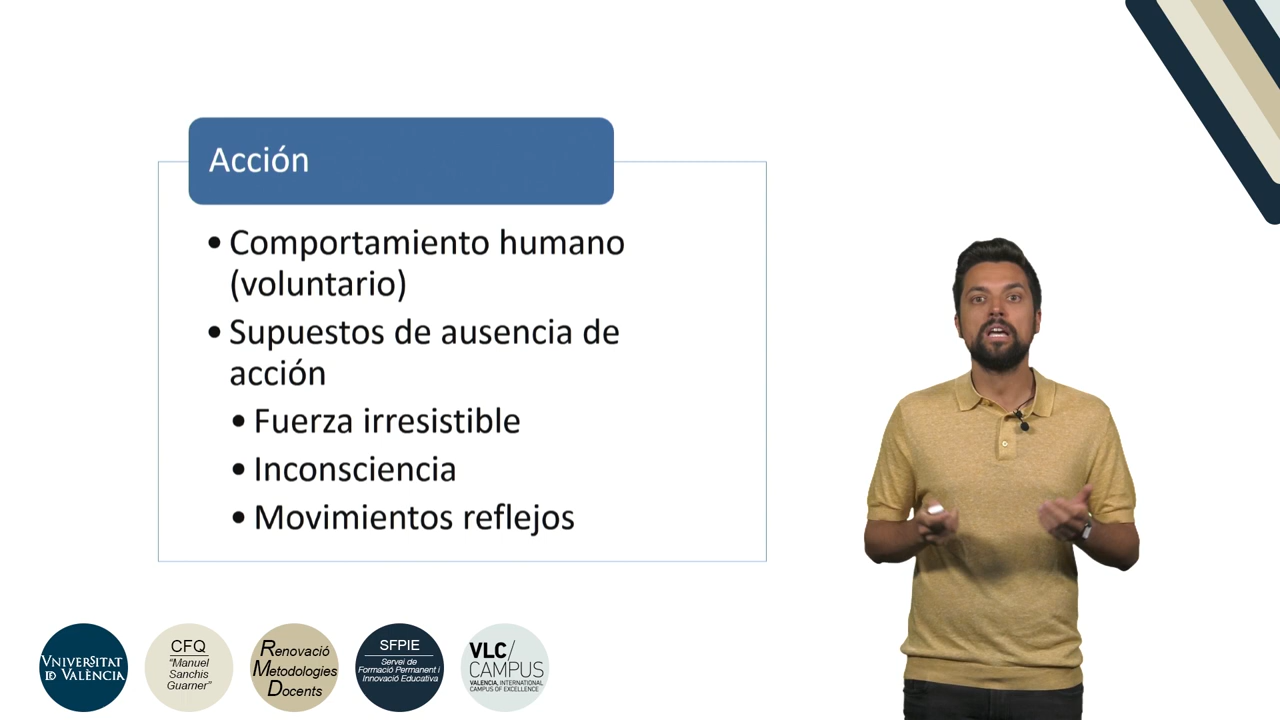 Acción
• Comportamiento humano
(voluntario)
• Supuestos de ausencia de
acción
• Fuerza irresistible
• Inconsciencia
• Movimientos reflejos
VNIVERSITAT
ID VALÈNCIA
CFQ
"Manuel
Sanchis
Guarner"
Renovació
Metodologies
Docents
SFPIE
Servei de
Formació Permanent i
Innovació Educativa
VLC/
CAMPUS
VALENCIA, INTERNATIONAL
CAMPUS OF EXCELLENCE